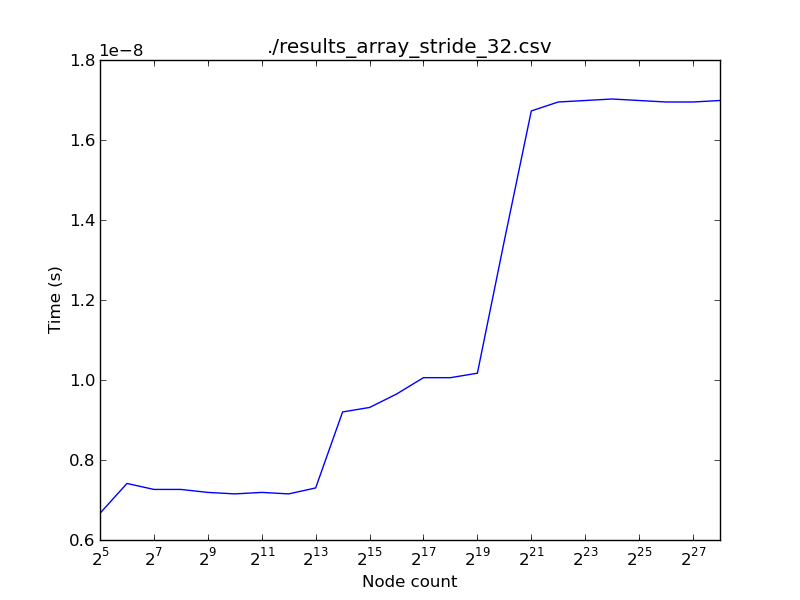 ./results_array_stride_32.csv
1e−8
1.8
1.6
1.4
1.2
1.0
0.8
0.6
Time (s)
2^5 2^7 2^9 2^11 2^13 2^15 2^17 2^19 2^21 2^23 2^25 2^27
Node count